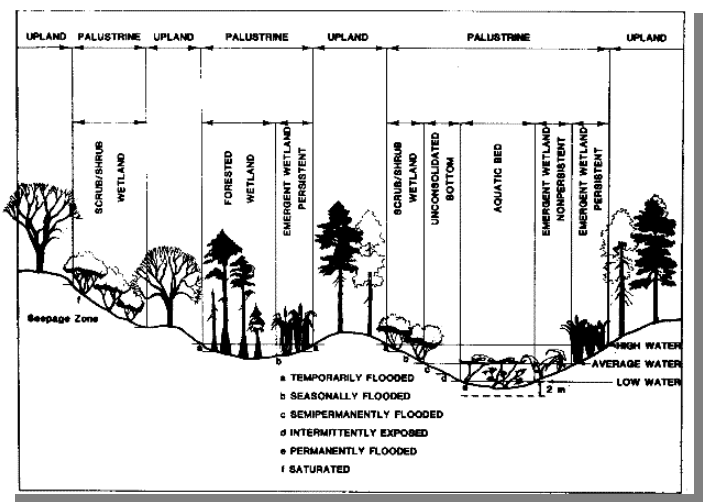 UPLAND PALUSTRINE UPLAND PALUSTRINE UPLAND PALUSTRINE UPLAND
SCRUB/SHRUB
WETLAND
FORESTED
WETLAND
EMERGENT WETLAND
PERSISTENT
SCRUB/SHRUB
WETLAND
UNCONSOLIDATED
BOTTOM
AQUATIC BED
EMERGENT WETLAND
NONPERSISTENT
EMERGENT WETLAND
PERSISTENT
f
Seepage Zone
a
b
a
a
b
c
d
e
HIGH WATER
AVERAGE WATER
LOW WATER
2 m
a TEMPORARILY FLOODED
b SEASONALLY FLOODED
c SEMIPERMANENTLY FLOODED
d INTERMITTENTLY EXPOSED
e PERMANENTLY FLOODED
f SATURATED